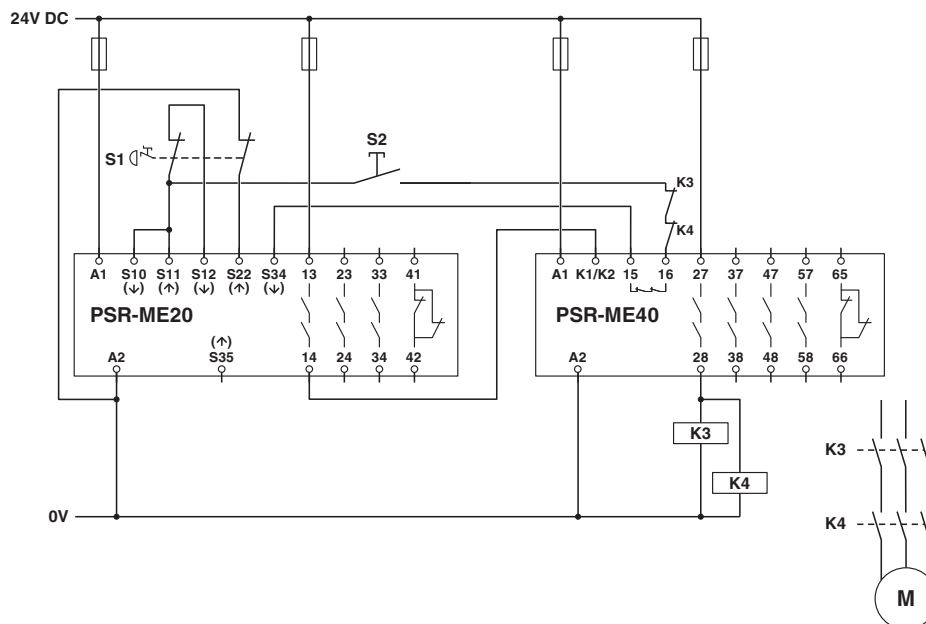 24V DC
S2
S1
K3
K4
A1 S10 S11 S12 S22 S34 13 23 33 41
(↓) (↑) (↓) (↑) (↓)
A1 K1/K2 15 16 27 37 47 57 65
PSR-ME20
PSR-ME40
(↑)
A2 S35 14 24 34 42
A2 28 38 48 58 66
K3
K4
K3
K4
0V
M